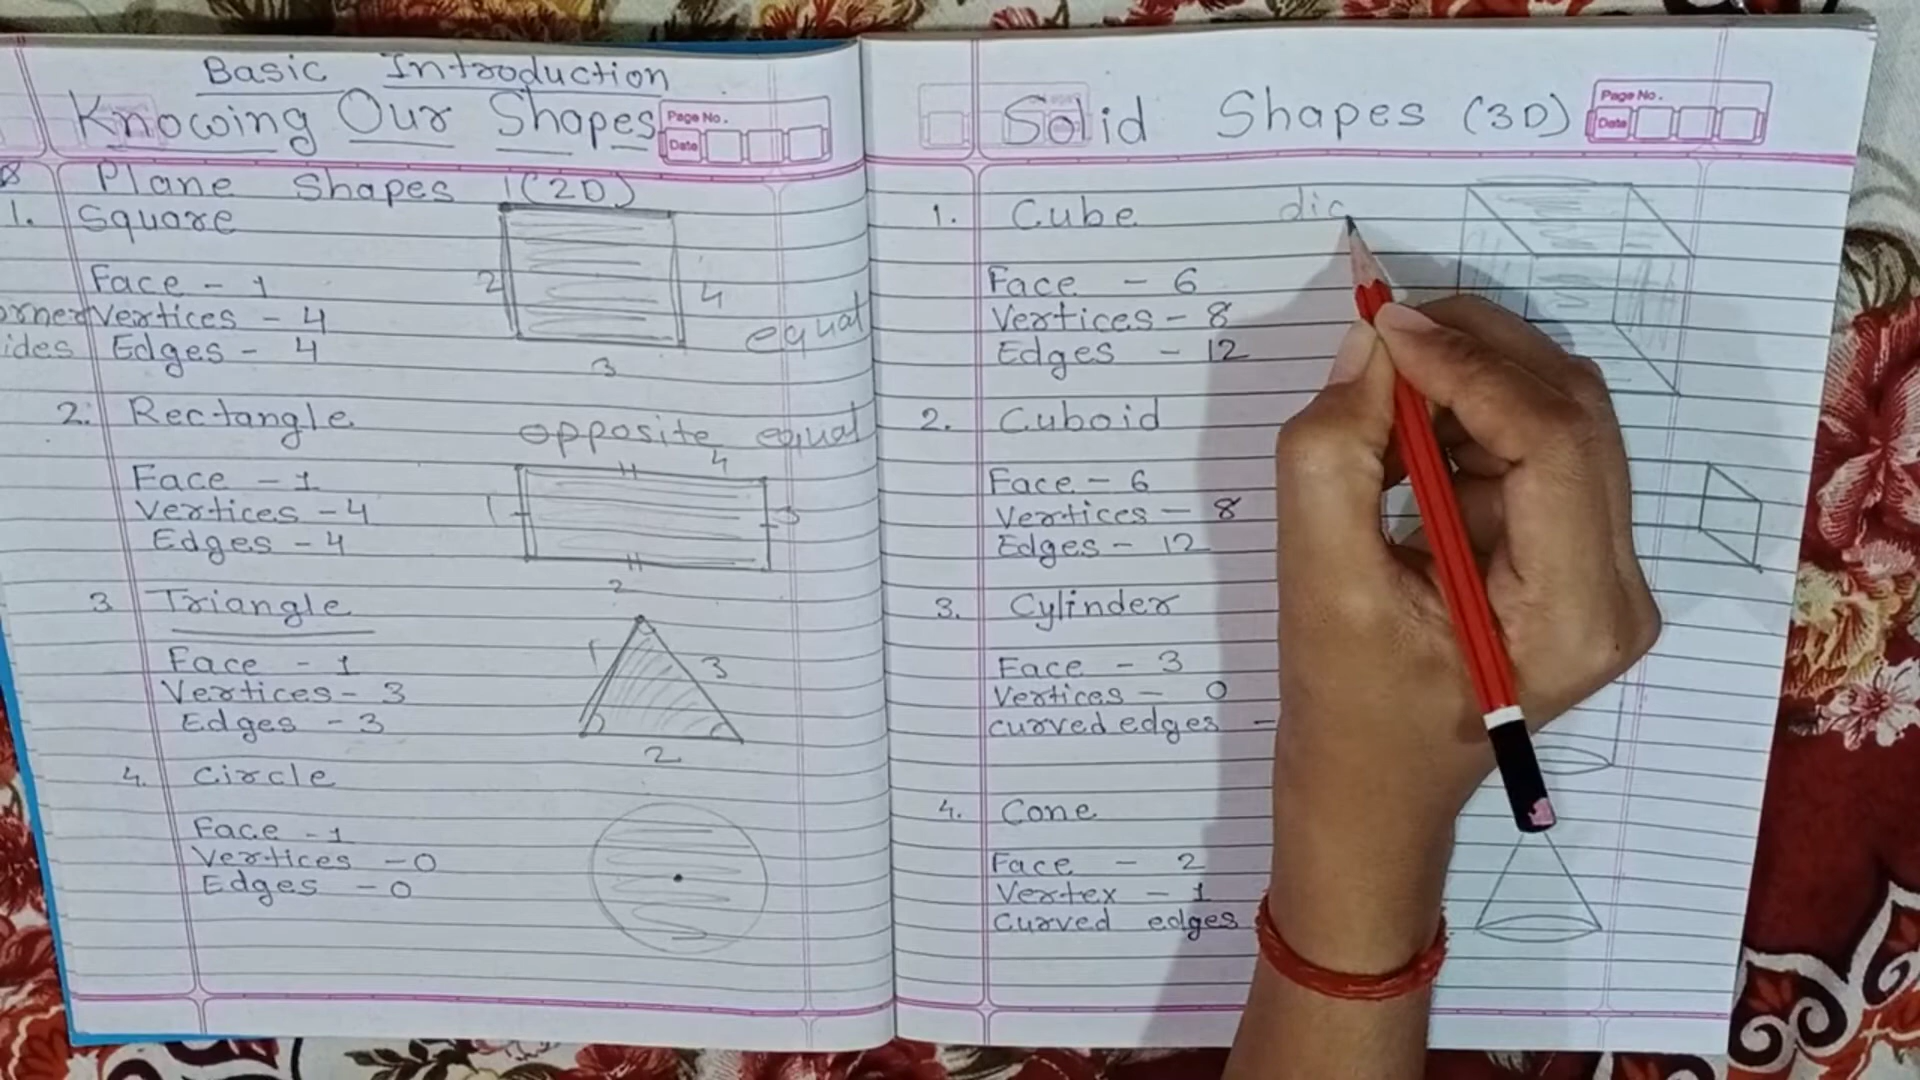 Basic Introduction
Knowing Our Shapes
Page No.
Date
Plane Shapes (2D)
1. Square
Face - 1
Vertices - 4
Edges - 4
2
4
3
equal
2. Rectangle
opposite equal
Face - 1
Vertices - 4
Edges - 4
4
1
3
2
3 Triangle
Face - 1
Vertices - 3
Edges - 3
1
3
2
4. Circle
Face - 1
Vertices - 0
Edges - 0
Solid Shapes (3D)
Page No.
Date
1. Cube
dic
Face - 6
Vertices - 8
Edges - 12
2. Cuboid
Face - 6
Vertices - 8
Edges - 12
3. Cylinder
Face - 3
Vertices - 0
curved edges -
4. Cone
Face - 2
Vertex - 1
Curved edges